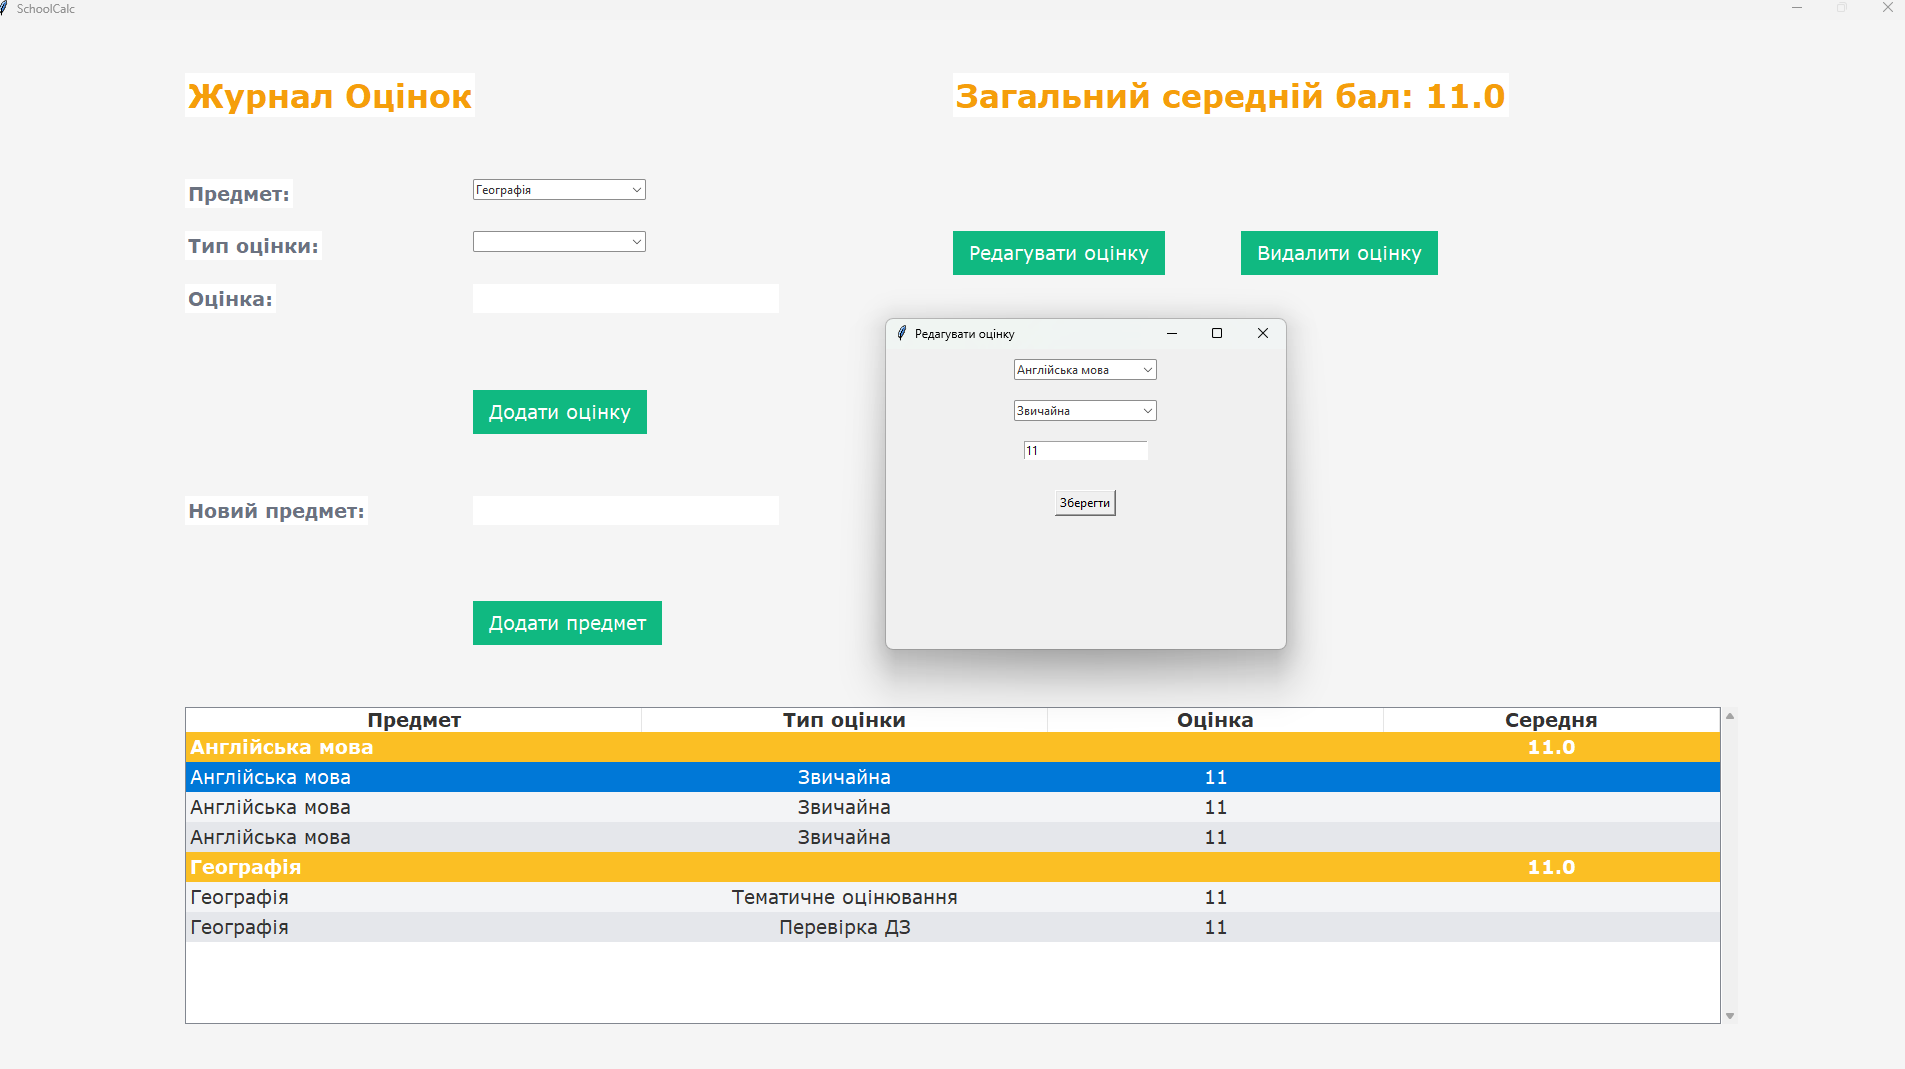 SchoolCalc
Журнал Оцінок
Загальний середній бал: 11.0
Предмет:
Географія
Тип оцінки:
Редагувати оцінку
Видалити оцінку
Оцінка:
Додати оцінку
Новий предмет:
Додати предмет
Редагувати оцінку
Англійська мова
Звичайна
11
Зберегти
Предмет Тип оцінки Оцінка Середня
Англійська мова 11.0
Англійська мова Звичайна 11
Англійська мова Звичайна 11
Англійська мова Звичайна 11
Географія 11.0
Географія Тематичне оцінювання 11
Географія Перевірка ДЗ 11